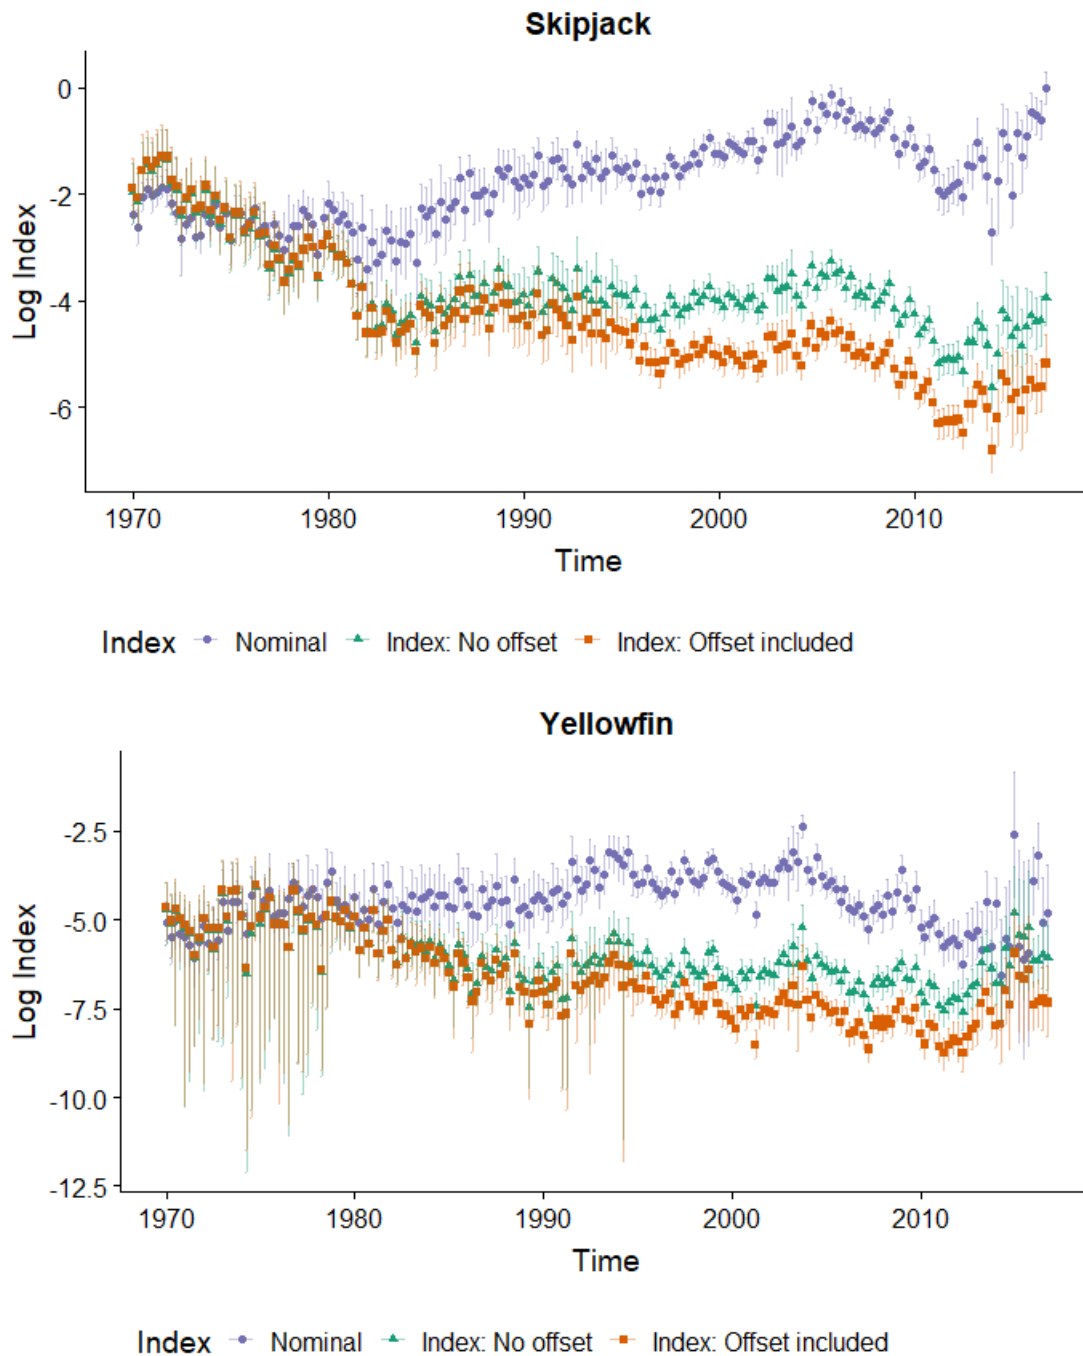 Skipjack
Log Index
0
-2
-4
-6
1970 1980 1990 2000 2010
Time
Index Nominal Index: No offset Index: Offset included
Yellowfin
Log Index
-2.5
-5.0
-7.5
-10.0
-12.5
1970 1980 1990 2000 2010
Time
Index Nominal Index: No offset Index: Offset included